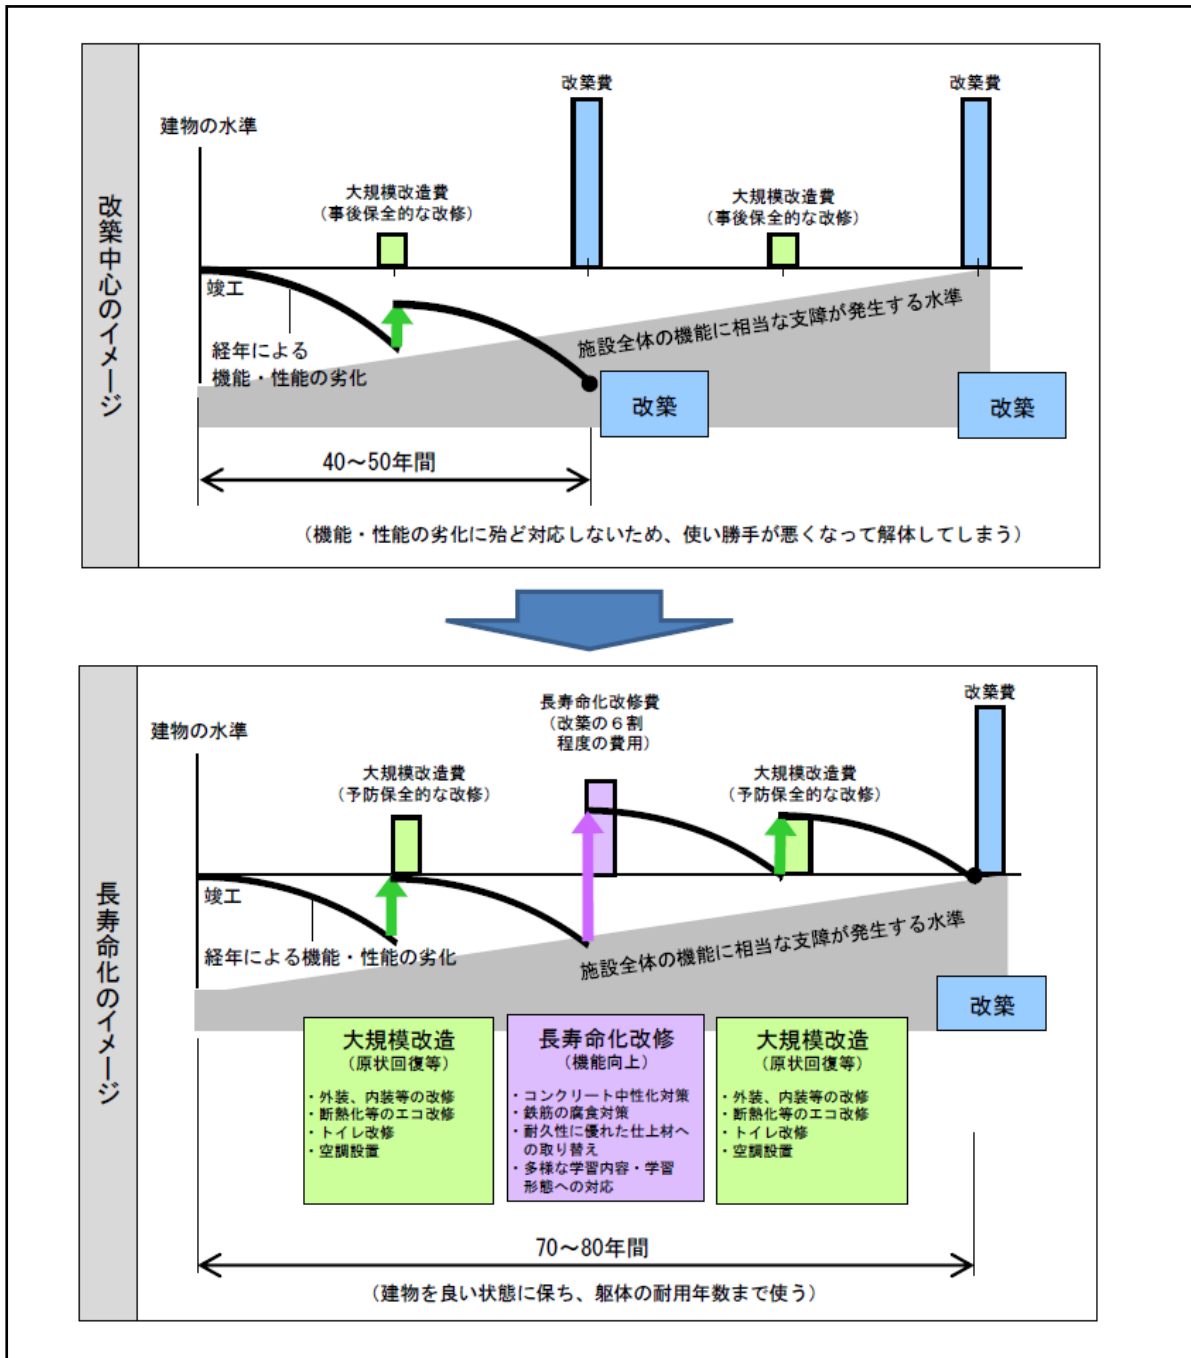 改築中心のイメージ
改築費
改築費
建物の水準
大規模改造費
（事後保全的な改修）
大規模改造費
（事後保全的な改修）
竣工
経年による
機能・性能の劣化
施設全体の機能に相当な支障が発生する水準
改築
改築
40～50年間
（機能・性能の劣化に殆ど対応しないため、使い勝手が悪くなって解体してしまう）
長寿命化のイメージ
改築費
長寿命化改修費
（改築の６割
程度の費用）
建物の水準
大規模改造費
（予防保全的な改修）
大規模改造費
（予防保全的な改修）
竣工
経年による機能・性能の劣化
施設全体の機能に相当な支障が発生する水準
改築
大規模改造
（原状回復等）
・外装、内装等の改修
・断熱化等のエコ改修
・トイレ改修
・空調設置
長寿命化改修
（機能向上）
・コンクリート中性化対策
・鉄筋の腐食対策
・耐久性に優れた仕上材へ
の取り替え
・多様な学習内容・学習
形態への対応
大規模改造
（原状回復等）
・外装、内装等の改修
・断熱化等のエコ改修
・トイレ改修
・空調設置
70～80年間
（建物を良い状態に保ち、躯体の耐用年数まで使う）